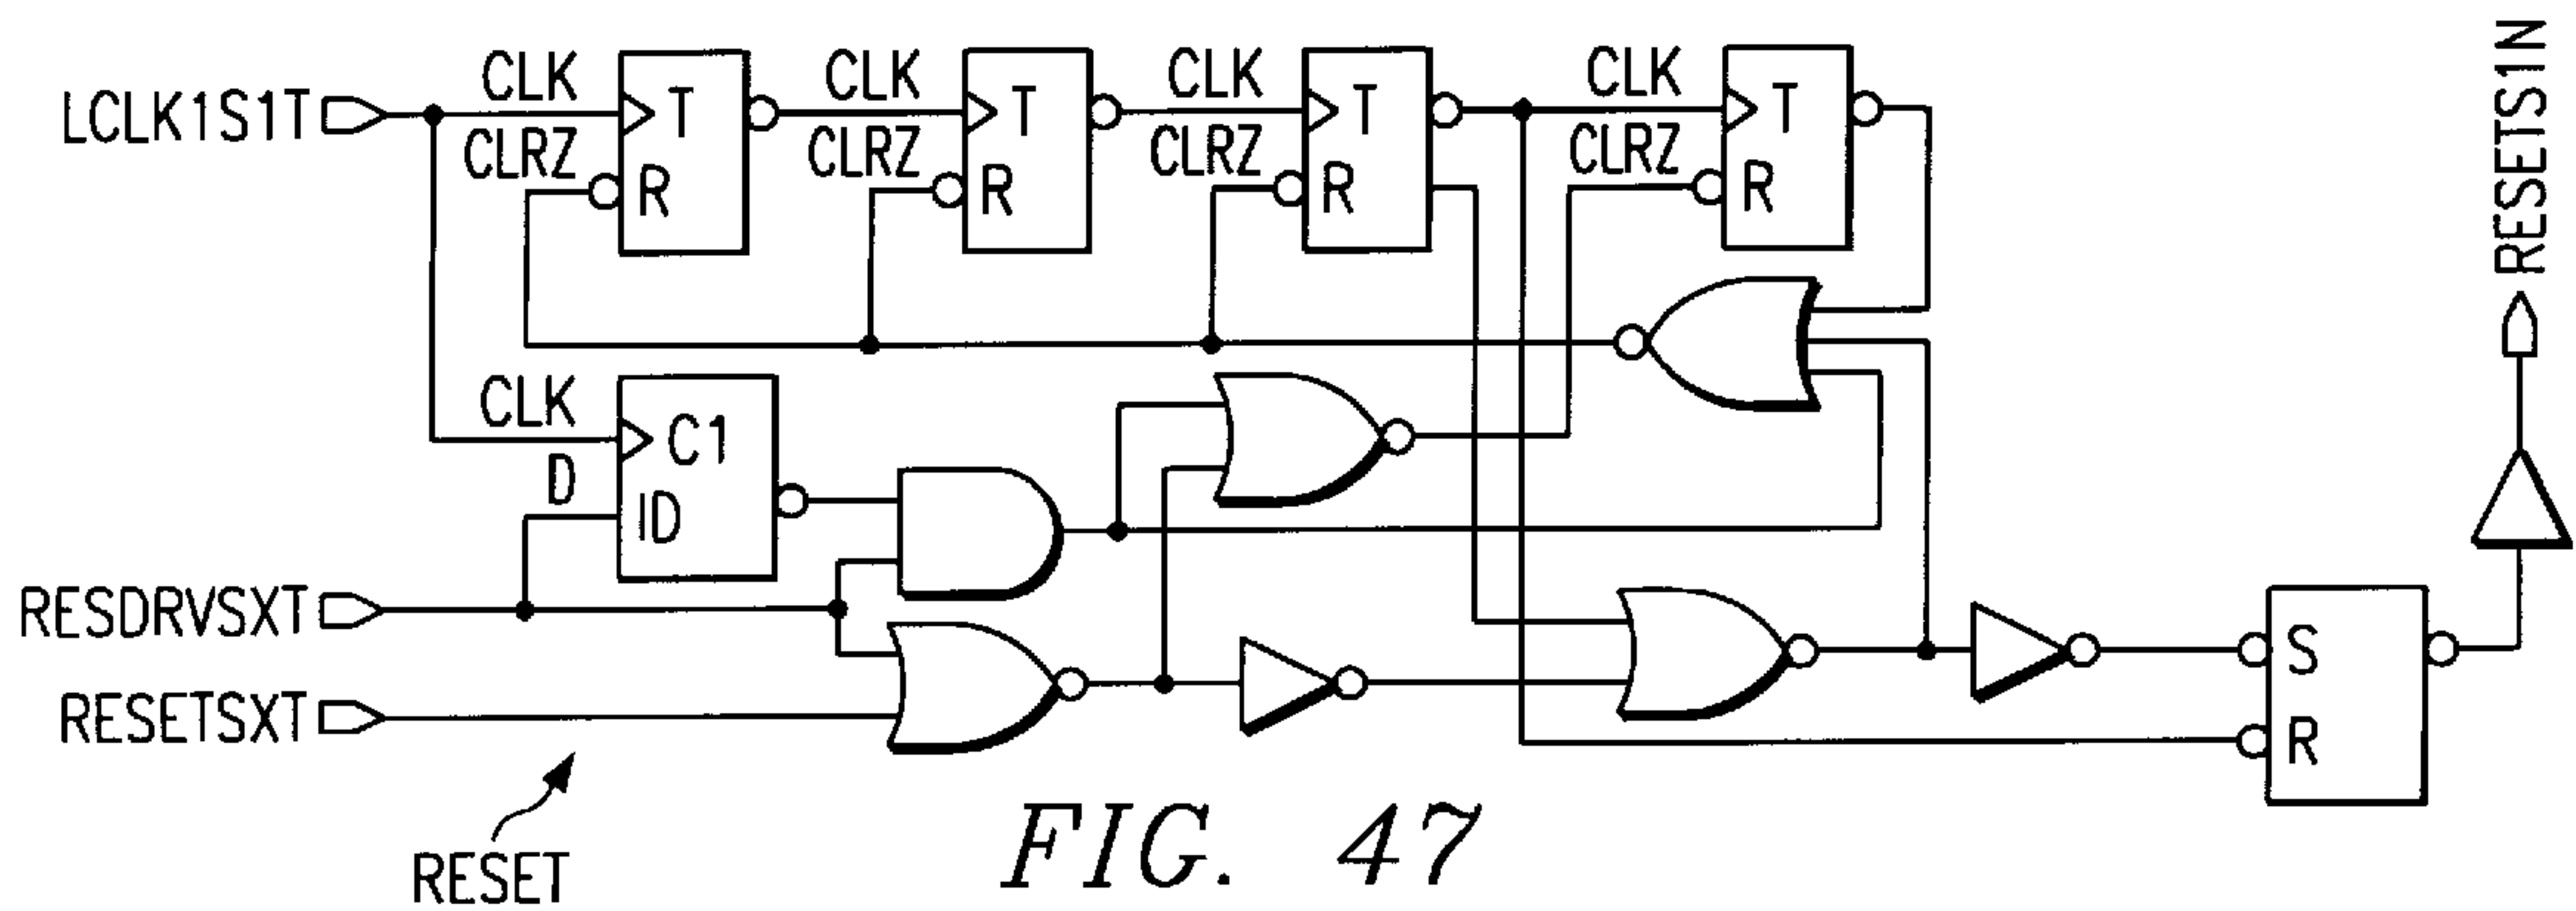 LCLK1S1T
CLK
T
CLRZ
R
CLK
T
CLRZ
R
CLK
T
CLRZ
R
CLK
T
CLRZ
R
RESETS1N
CLK
C1
D
ID
RESDRVSXT
RESETSXT
S
R
RESET
FIG. 47